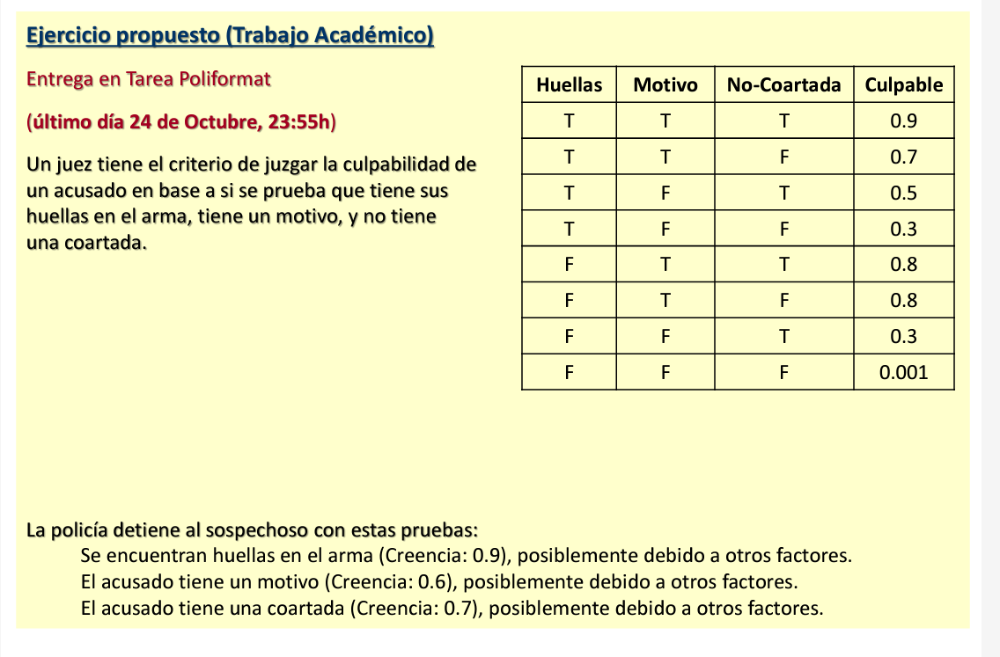 Ejercicio propuesto (Trabajo Académico)
Entrega en Tarea Poliformat
(último día 24 de Octubre, 23:55h)
Un juez tiene el criterio de juzgar la culpabilidad de
un acusado en base a si se prueba que tiene sus
huellas en el arma, tiene un motivo, y no tiene
una coartada.
Huellas Motivo No-Coartada Culpable
T T T 0.9
T T F 0.7
T F T 0.5
T F F 0.3
F T T 0.8
F T F 0.8
F F T 0.3
F F F 0.001
La policía detiene al sospechoso con estas pruebas:
Se encuentran huellas en el arma (Creencia: 0.9), posiblemente debido a otros factores.
El acusado tiene un motivo (Creencia: 0.6), posiblemente debido a otros factores.
El acusado tiene una coartada (Creencia: 0.7), posiblemente debido a otros factores.